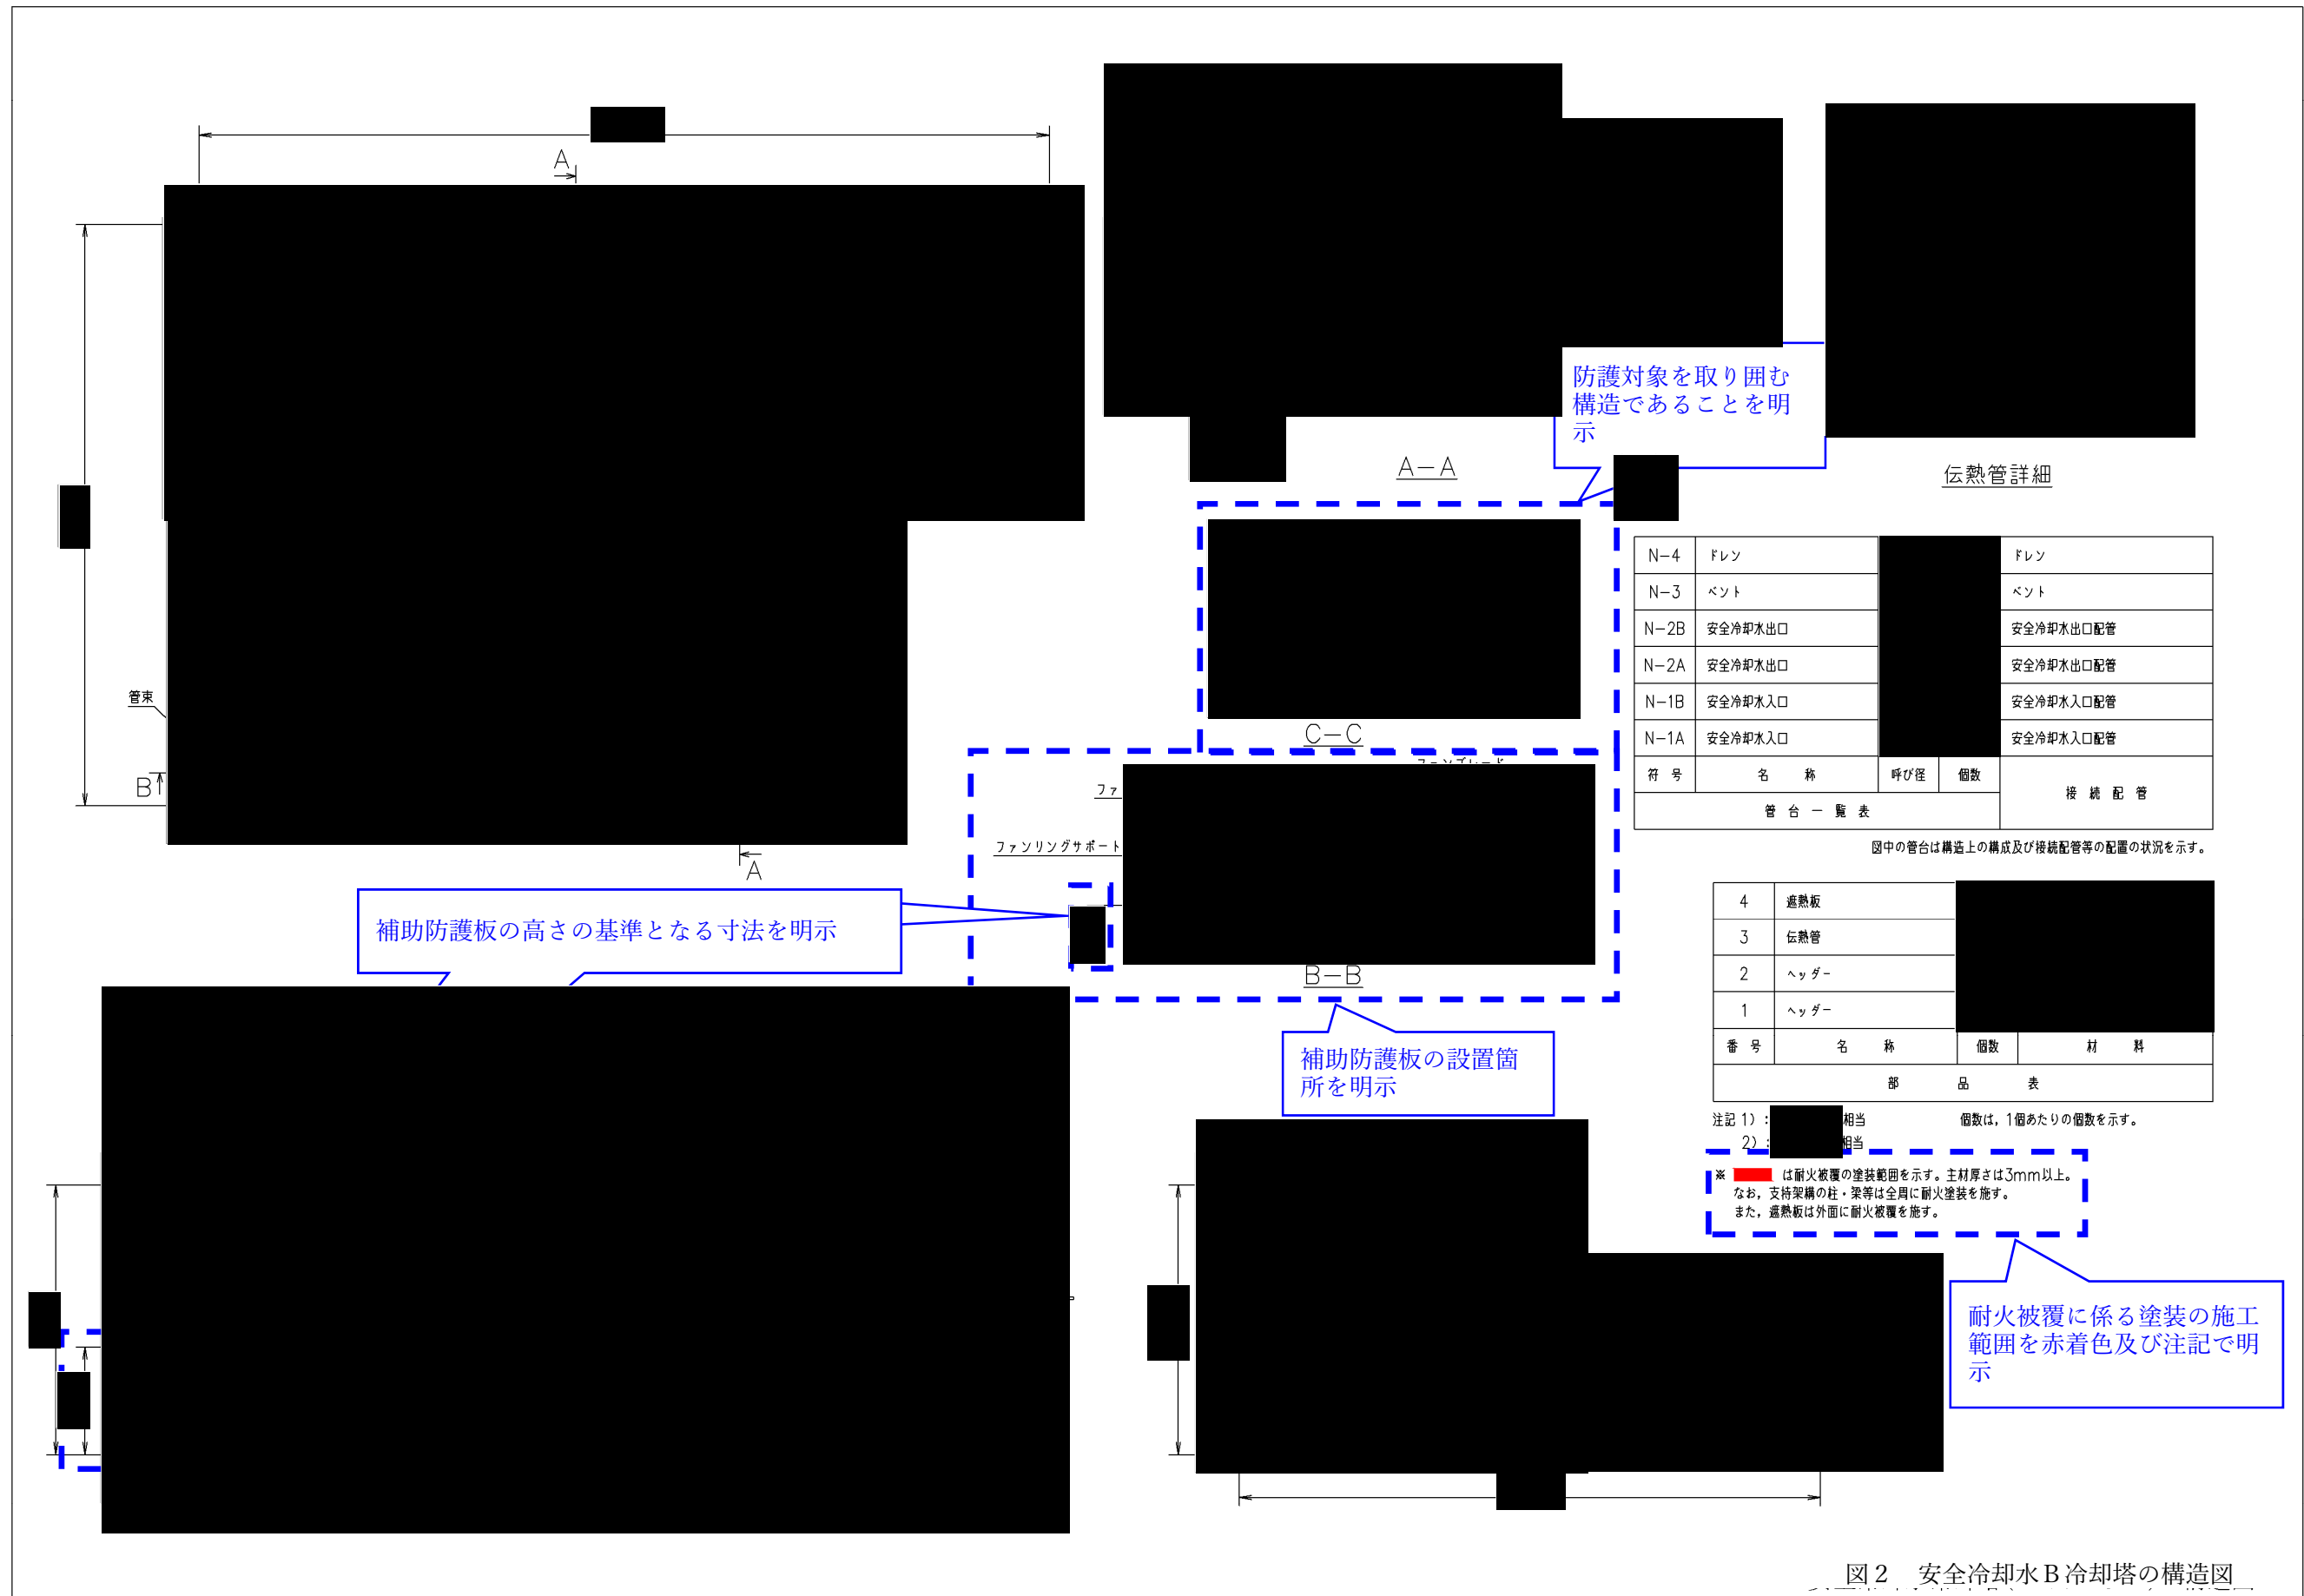 A
防護対象を取り囲む
構造であることを明
示
A-A
伝熱管詳細
N-4 ドレン ドレン
N-3 ベント ベント
N-2B 安全冷却水出口 安全冷却水出口配管
N-2A 安全冷却水出口 安全冷却水出口配管
N-1B 安全冷却水入口 安全冷却水入口配管
N-1A 安全冷却水入口 安全冷却水入口配管
符号 名称 呼び径 個数 接続配管
管台一覧表
図中の管台は構造上の構成及び接続配管等の配置の状況を示す。
管束
B
A
C-C
ファ
ファンリングサポート
B-B
補助防護板の高さの基準となる寸法を明示
補助防護板の設置箇
所を明示
4 遮熱板
3 伝熱管
2 ヘッダー
1 ヘッダー
番号 名称 個数 材料
部品表
注記 1) : 相当 個数は，1個あたりの個数を示す。
2) : 相当
※ は耐火被覆の塗装範囲を示す。主材厚さは3mm以上。
なお，支持架構の柱・梁等は全周に耐火塗装を施す。
また，遮熱板は外面に耐火被覆を施す。
耐火被覆に係る塗装の施工
範囲を赤着色及び注記で明
示
図２　安全冷却水Ｂ冷却塔の構造図